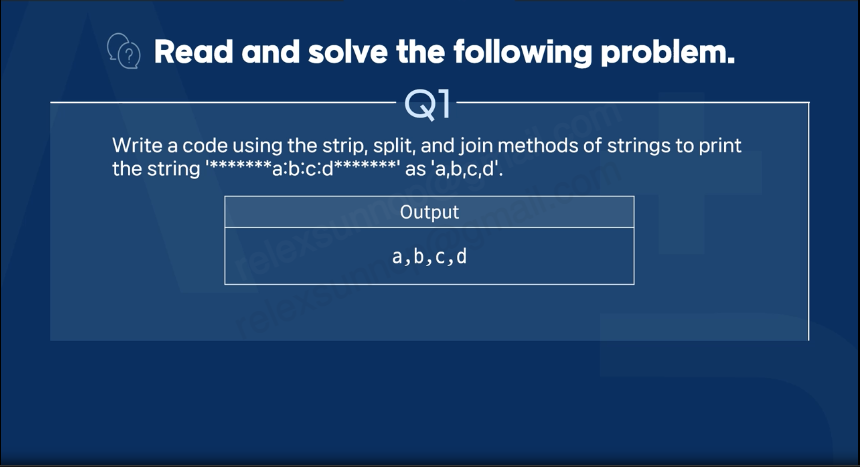 Read and solve the following problem.
Q1
Write a code using the strip, split, and join methods of strings to print
the string '*******a:b:c:d*******' as 'a,b,c,d'.
Output
a,b,c,d